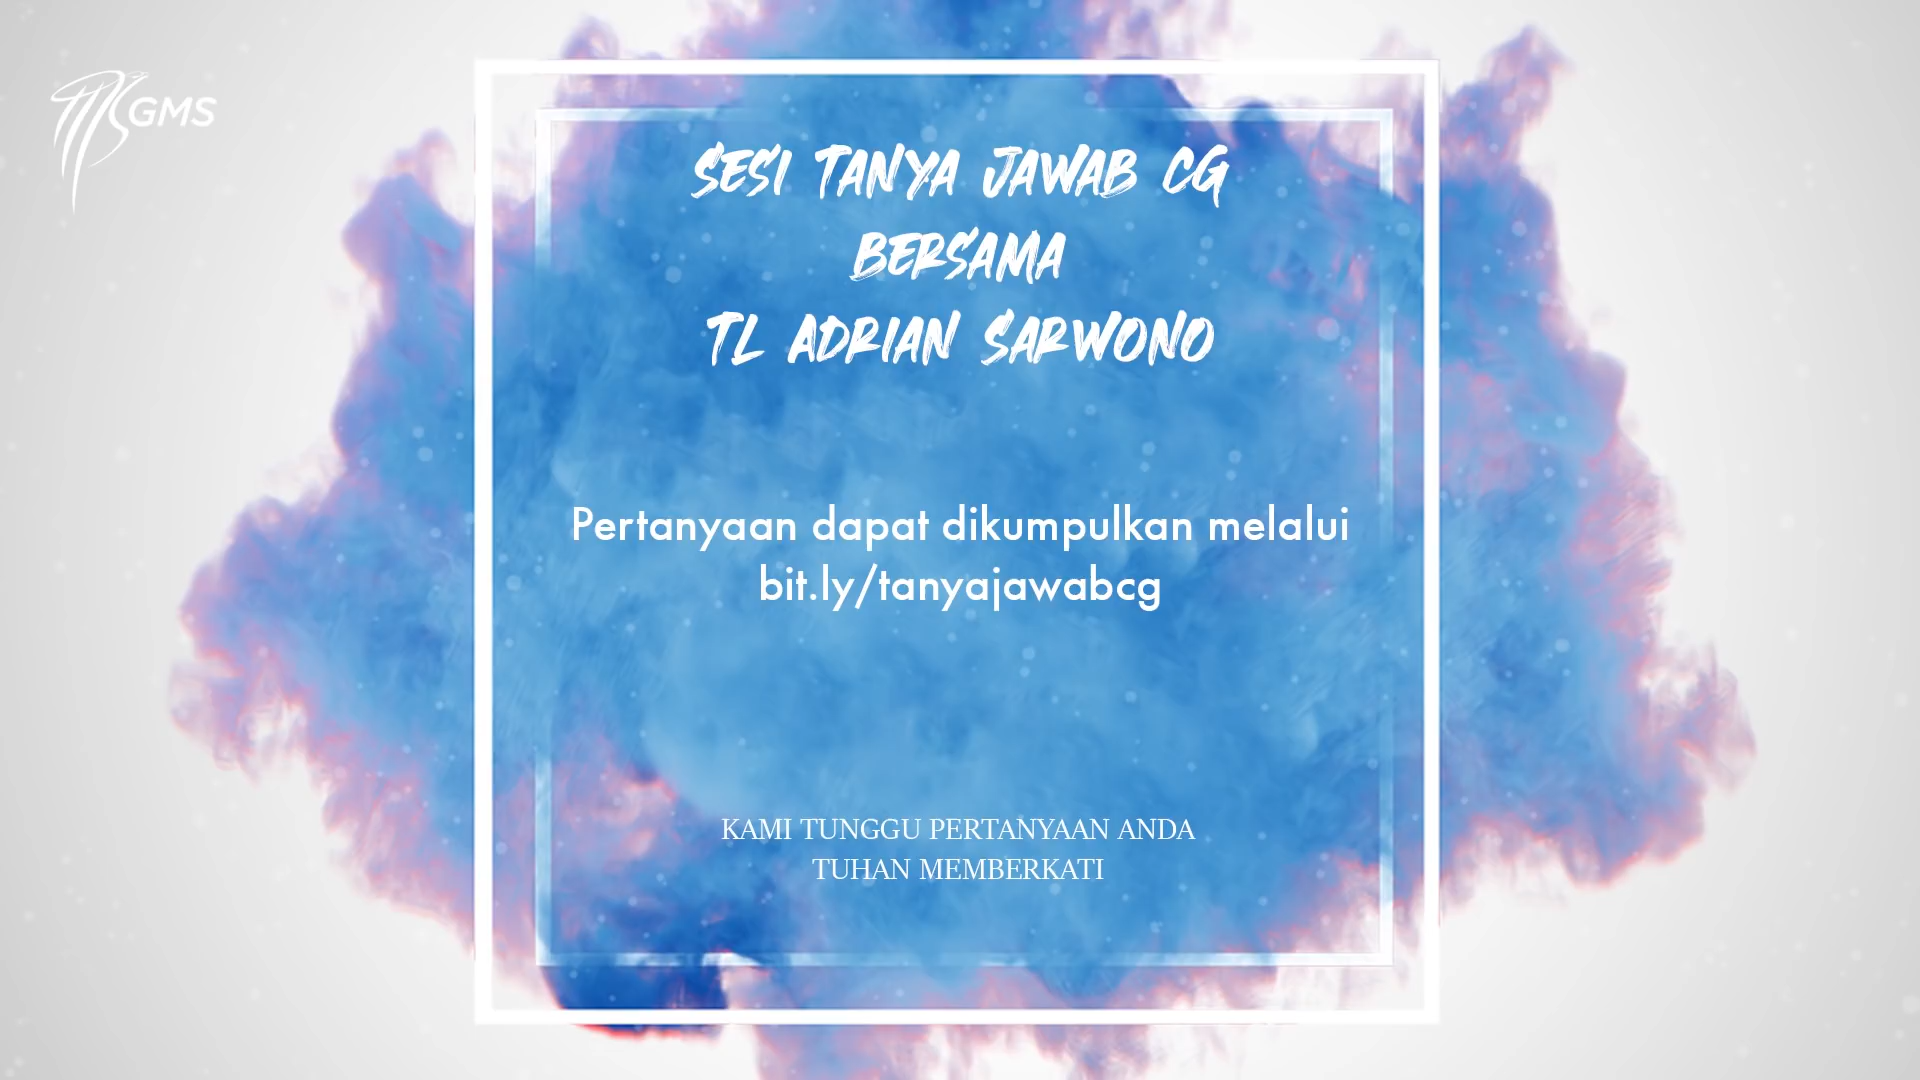 GMS
SESI TANYA JAWAB CG
BERSAMA
TL ADRIAN SARWONO
Pertanyaan dapat dikumpulkan melalui
bit.ly/tanyajawabcg
KAMI TUNGGU PERTANYAAN ANDA
TUHAN MEMBERKATI